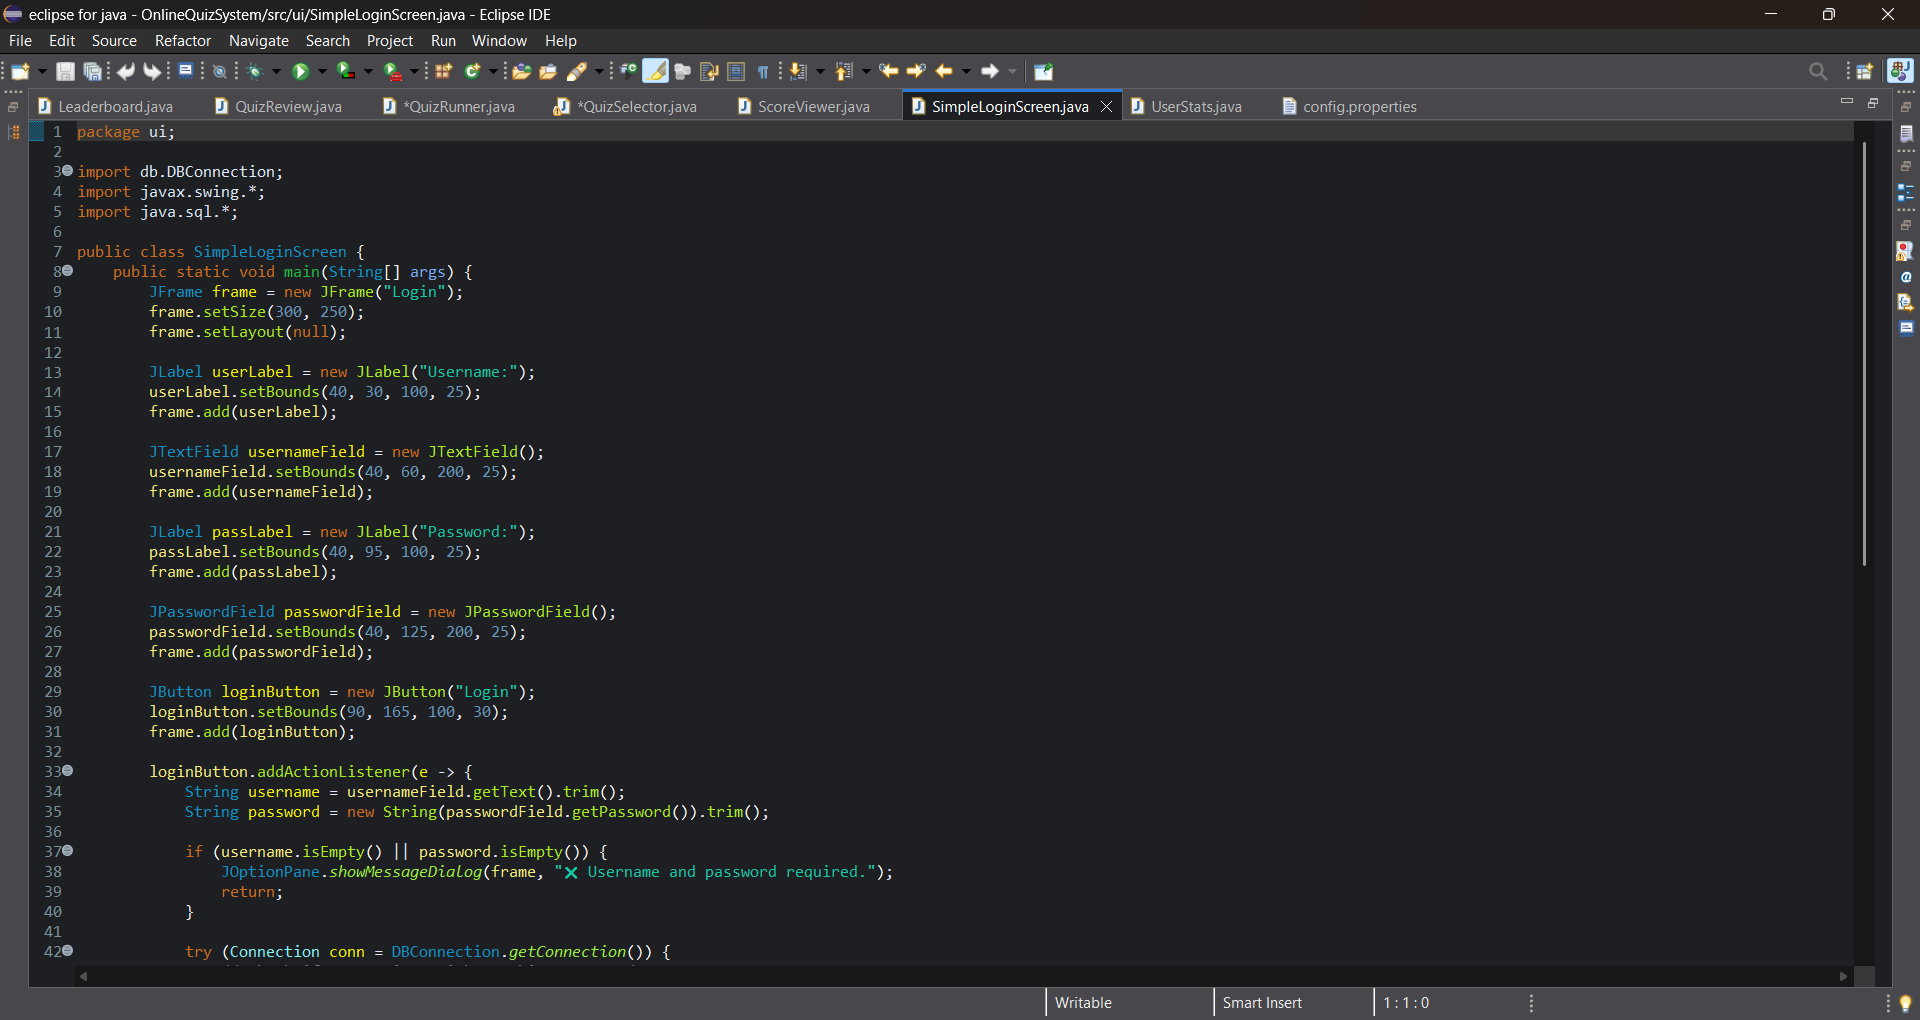 eclipse for java - OnlineQuizSystem/src/ui/SimpleLoginScreen.java - Eclipse IDE
File Edit Source Refactor Navigate Search Project Run Window Help
Leaderboard.java QuizReview.java *QuizRunner.java *QuizSelector.java ScoreViewer.java SimpleLoginScreen.java UserStats.java config.properties
1 package ui;
2
3 import db.DBConnection;
4 import javax.swing.*;
5 import java.sql.*;
6
7 public class SimpleLoginScreen {
8     public static void main(String[] args) {
9         JFrame frame = new JFrame("Login");
10         frame.setSize(300, 250);
11         frame.setLayout(null);
12
13         JLabel userLabel = new JLabel("Username:");
14         userLabel.setBounds(40, 30, 100, 25);
15         frame.add(userLabel);
16
17         JTextField usernameField = new JTextField();
18         usernameField.setBounds(40, 60, 200, 25);
19         frame.add(usernameField);
20
21         JLabel passLabel = new JLabel("Password:");
22         passLabel.setBounds(40, 95, 100, 25);
23         frame.add(passLabel);
24
25         JPasswordField passwordField = new JPasswordField();
26         passwordField.setBounds(40, 125, 200, 25);
27         frame.add(passwordField);
28
29         JButton loginButton = new JButton("Login");
30         loginButton.setBounds(90, 165, 100, 30);
31         frame.add(loginButton);
32
33         loginButton.addActionListener(e -> {
34             String username = usernameField.getText().trim();
35             String password = new String(passwordField.getPassword()).trim();
36
37             if (username.isEmpty() || password.isEmpty()) {
38                 JOptionPane.showMessageDialog(frame, "❌ Username and password required.");
39                 return;
40             }
41
42             try (Connection conn = DBConnection.getConnection()) {
Writable Smart Insert 1 : 1 : 0